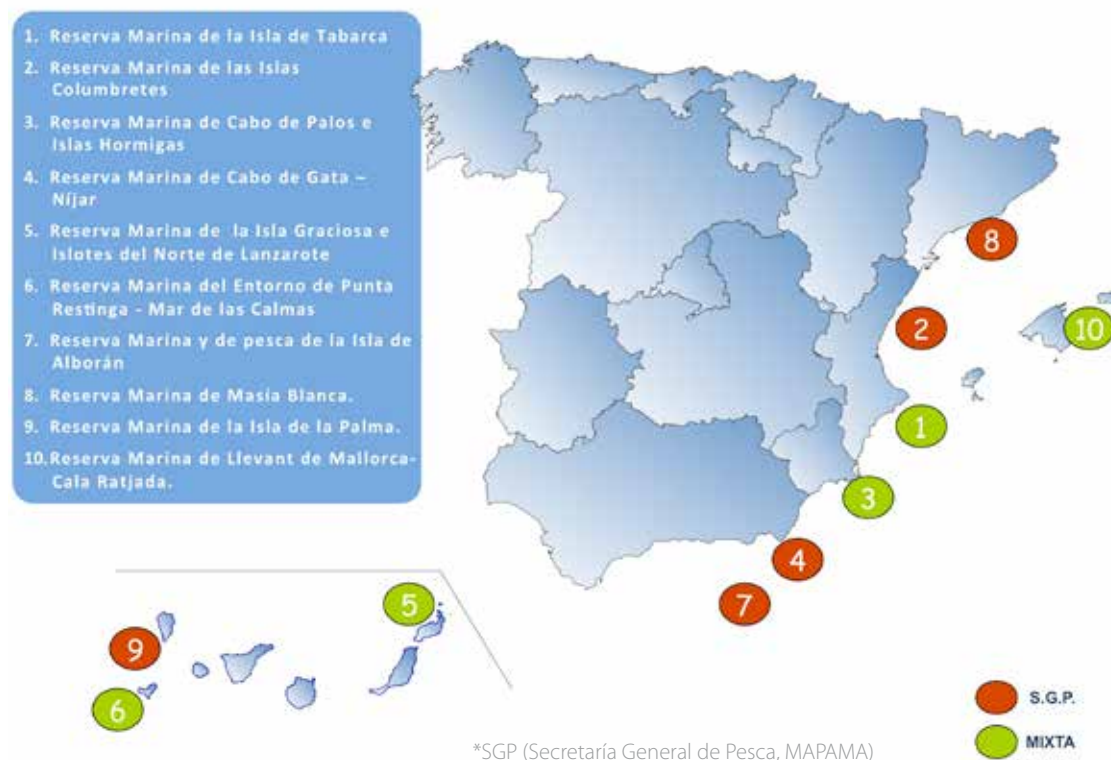 1. Reserva Marina de la Isla de Tabarca
2. Reserva Marina de las Islas
Columbretes
3. Reserva Marina de Cabo de Palos e
Islas Hormigas
4. Reserva Marina de Cabo de Gata –
Níjar
5. Reserva Marina de la Isla Graciosa e
Islotes del Norte de Lanzarote
6. Reserva Marina del Entorno de Punta
Restinga - Mar de las Calmas
7. Reserva Marina y de pesca de la Isla de
Alborán
8. Reserva Marina de Masía Blanca.
9. Reserva Marina de la Isla de la Palma.
10.Reserva Marina de Llevant de Mallorca-
Cala Ratjada.
8
2
10
1
3
4
7
5
9
6
S.G.P.
MIXTA
*SGP (Secretaría General de Pesca, MAPAMA)